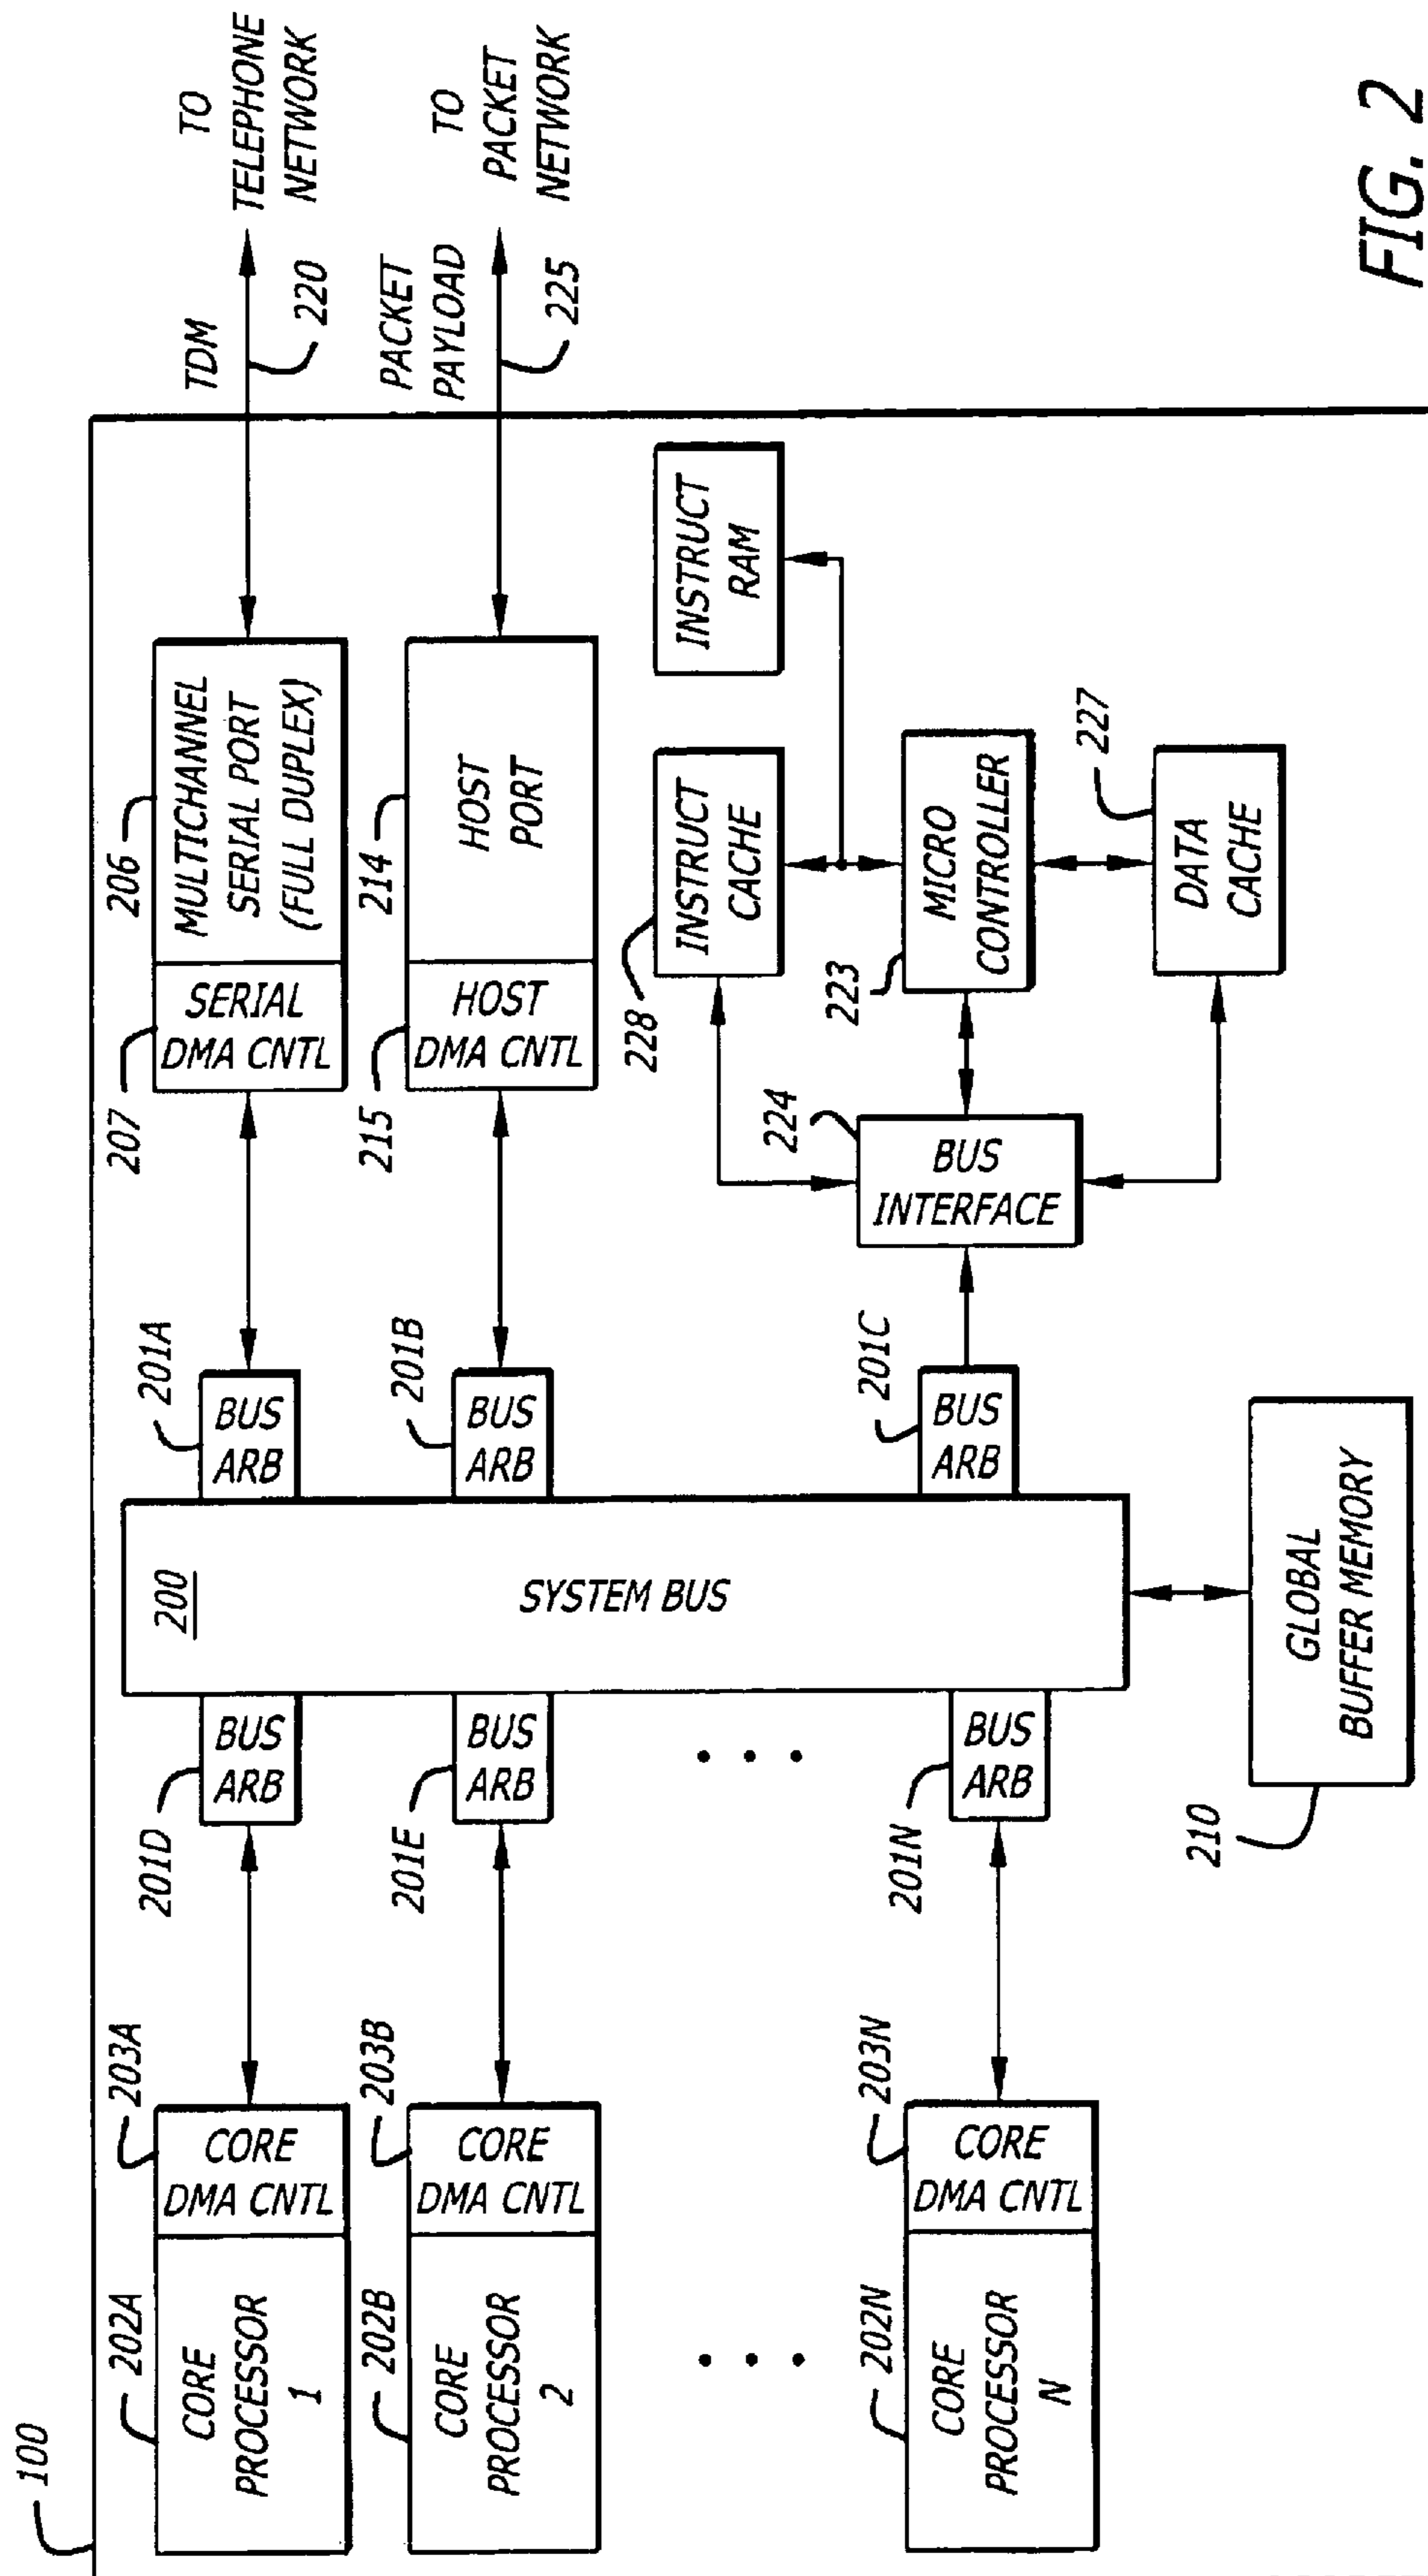 100
202A
CORE
PROCESSOR
1
203A
CORE
DMA CNTL
201D
BUS
ARB
202B
CORE
PROCESSOR
2
203B
CORE
DMA CNTL
201E
BUS
ARB
202N
CORE
PROCESSOR
N
203N
CORE
DMA CNTL
201N
BUS
ARB
200
SYSTEM BUS
210
GLOBAL
BUFFER MEMORY
201A
BUS
ARB
207
SERIAL
DMA CNTL
206
MULTICHANNEL
SERIAL PORT
(FULL DUPLEX)
TDM
220
TO
TELEPHONE
NETWORK
201B
BUS
ARB
215
HOST
DMA CNTL
214
HOST
PORT
PACKET
PAYLOAD
225
TO
PACKET
NETWORK
201C
BUS
ARB
224
BUS
INTERFACE
228
INSTRUCT
CACHE
INSTRUCT
RAM
223
MICRO
CONTROLLER
227
DATA
CACHE
FIG. 2